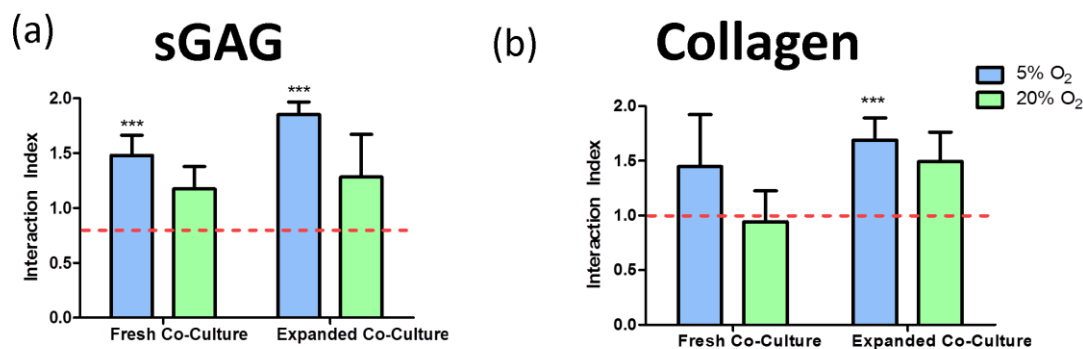 (a) sGAG
Interaction Index
2.0
1.5
1.0
0.5
0.0
***
***
Fresh Co-Culture Expanded Co-Culture
(b) Collagen
5% O₂
20% O₂
Interaction Index
2.0
1.5
1.0
0.5
0.0
***
Fresh Co-Culture Expanded Co-Culture